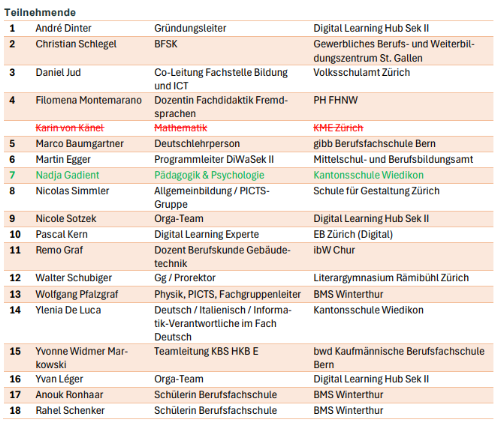 Teilnehmende
1 André Dinter Gründungsleiter Digital Learning Hub Sek II
2 Christian Schlegel BFSK Gewerbliches Berufs- und Weiterbil-
dungszentrum St. Gallen
3 Daniel Jud Co-Leitung Fachstelle Bildung Volksschulamt Zürich
und ICT
4 Filomena Montemarano Dozentin Fachdidaktik Fremd- PH FHNW
sprachen
Karin von Känel Mathematik KME Zürich
5 Marco Baumgartner Deutschlehrperson gibb Berufsfachschule Bern
6 Martin Egger Programmleiter DiWaSek II Mittelschul- und Berufsbildungsamt
7 Nadja Gadient Pädagogik & Psychologie Kantonsschule Wiedikon
8 Nicolas Simmler Allgemeinbildung / PICTS- Schule für Gestaltung Zürich
Gruppe
9 Nicole Sotzek Orga-Team Digital Learning Hub Sek II
10 Pascal Kern Digital Learning Experte EB Zürich (Digital)
11 Remo Graf Dozent Berufskunde Gebäude- ibW Chur
technik
12 Walter Schubiger Gg / Prorektor Literargymnasium Rämibühl Zürich
13 Wolfgang Pfalzgraf Physik, PICTS, Fachgruppenleiter BMS Winterthur
14 Ylenia De Luca Deutsch / Italienisch / Informa- Kantonsschule Wiedikon
tik-Verantwortliche im Fach
Deutsch
15 Yvonne Widmer Mar- Teamleitung KBS HKB E bwd Kaufmännische Berufsfachschule
kowski Bern
16 Yvan Léger Orga-Team Digital Learning Hub Sek II
17 Anouk Ronhaar Schülerin Berufsfachschule BMS Winterthur
18 Rahel Schenker Schülerin Berufsfachschule BMS Winterthur